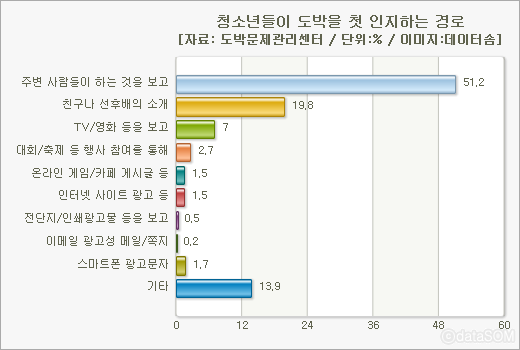 청소년들이 도박을 첫 인지하는 경로
[자료: 도박문제관리센터 / 단위:% / 이미지:데이터솜]
주변 사람들이 하는 것을 보고 51,2
친구나 선후배의 소개 19,8
TV/영화 등을 보고 7
대회/축제 등 행사 참여를 통해 2,7
온라인 게임/카페 게시글 등 1,5
인터넷 사이트 광고 등 1,5
전단지/인쇄광고물 등을 보고 0,5
이메일 광고성 메일/쪽지 0,2
스마트폰 광고문자 1,7
기타 13,9
0 12 24 36 48 60
©dataSOM